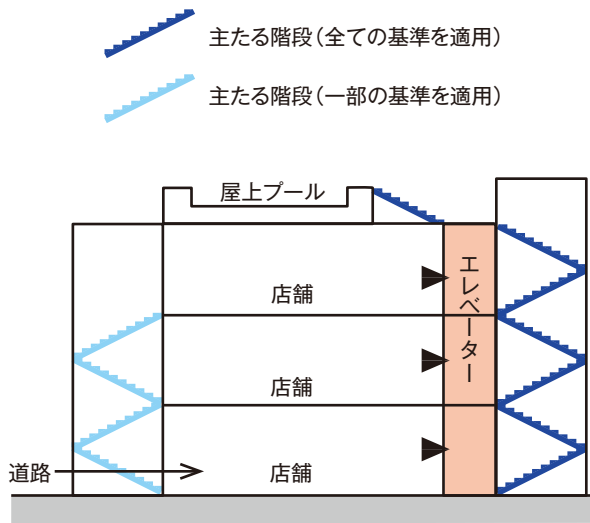 主たる階段（全ての基準を適用）
主たる階段（一部の基準を適用）
屋上プール
エレベーター
店舗
店舗
店舗
道路